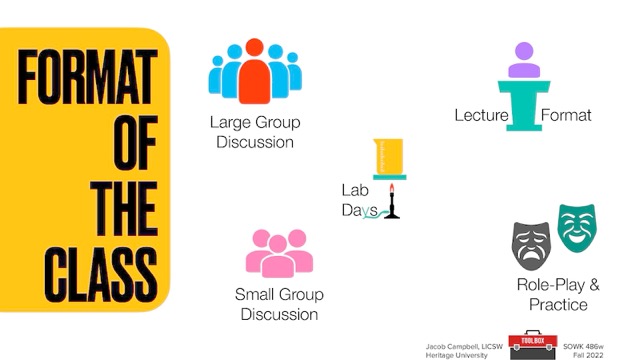 FORMAT
OF
THE
CLASS
Large Group
Discussion
Lecture Format
Lab
Days
Small Group
Discussion
Role-Play &
Practice
Jacob Campbell, LICSW
Heritage University
TOOLBOX
SOWK 486w
Fall 2022